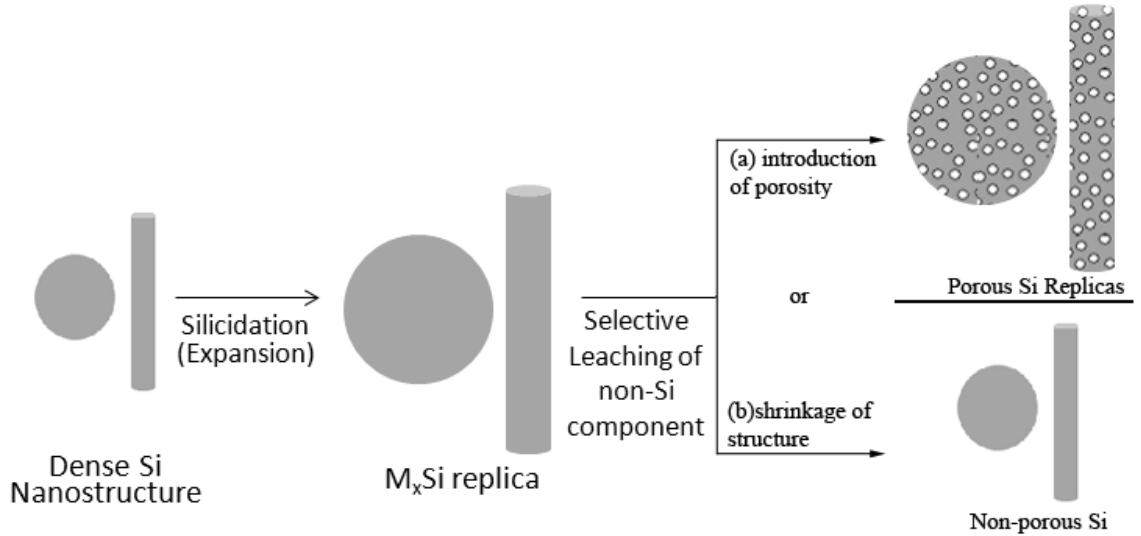 Dense Si
Nanostructure
Silicidation
(Expansion)
MₓSi replica
Selective
Leaching of
non-Si
component
(a) introduction
of porosity
or
(b)shrinkage of
structure
Porous Si Replicas
Non-porous Si